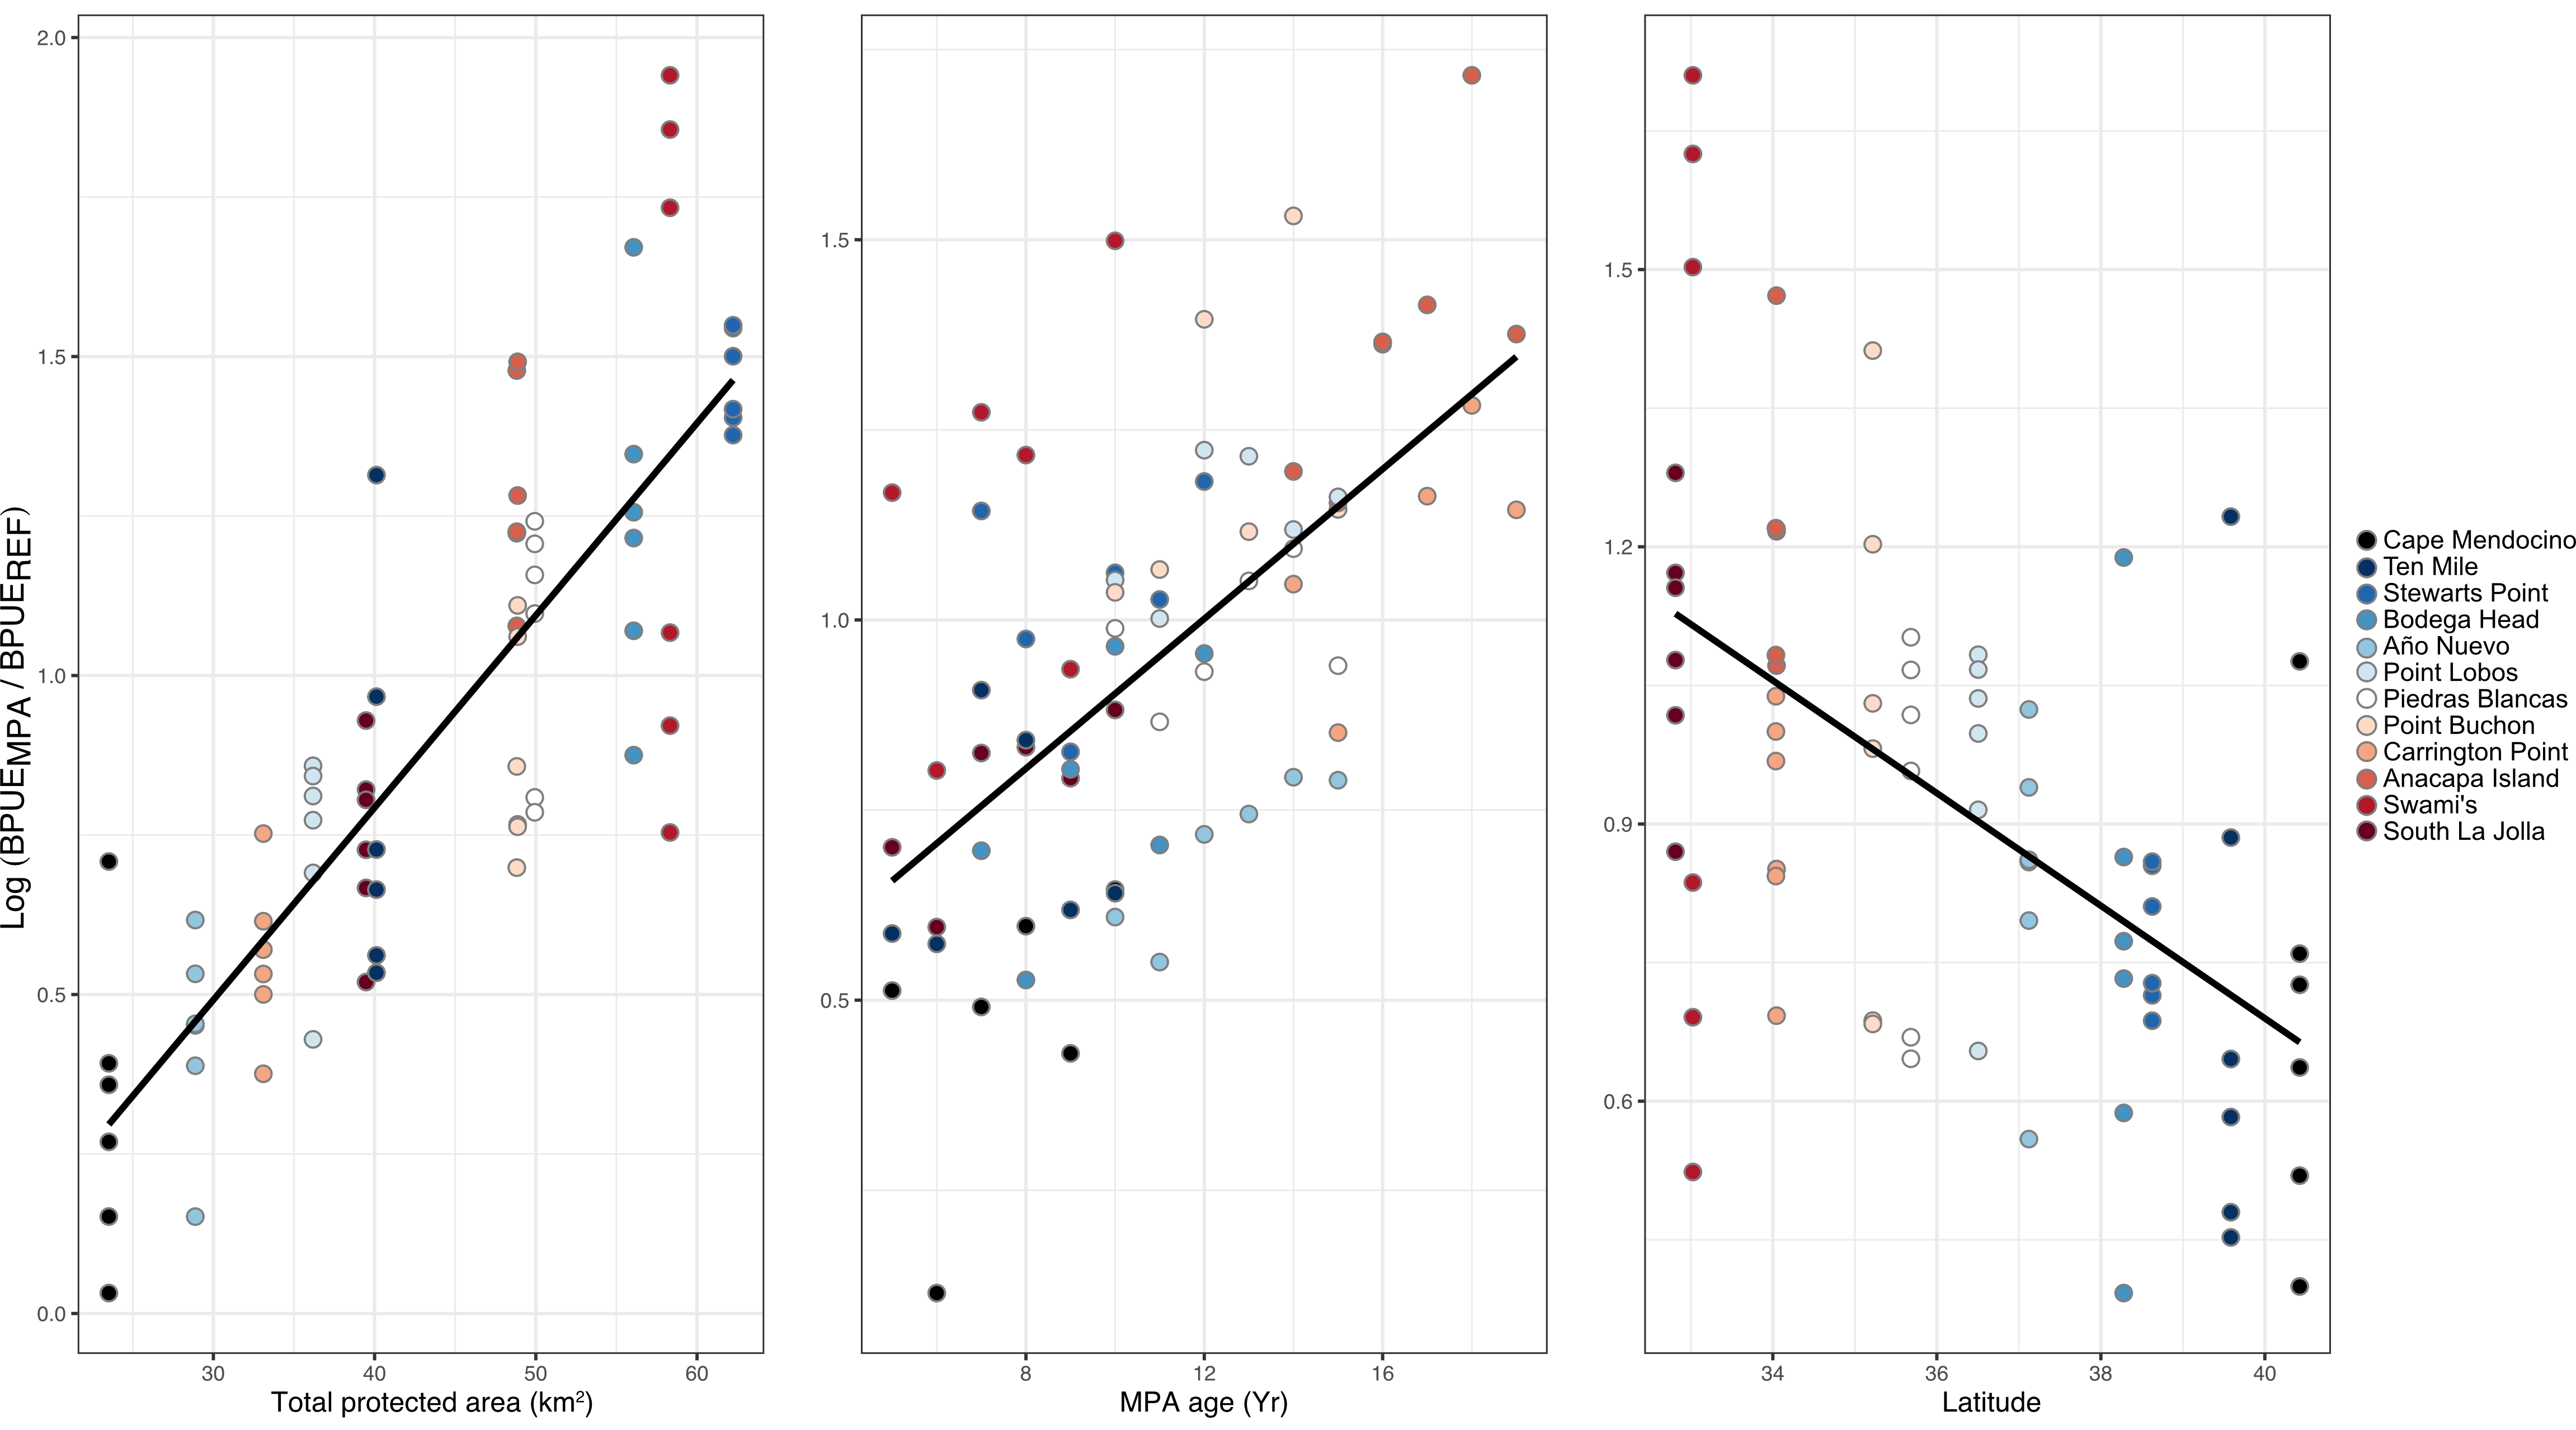 Log (BPUEMPA / BPUEREF)
2.0
1.5
1.0
0.5
0.0
30 40 50 60
Total protected area (km²)
1.5
1.0
0.5
8 12 16
MPA age (Yr)
1.5
1.2
0.9
0.6
34 36 38 40
Latitude
Cape Mendocino
Ten Mile
Stewarts Point
Bodega Head
Año Nuevo
Point Lobos
Piedras Blancas
Point Buchon
Carrington Point
Anacapa Island
Swami's
South La Jolla